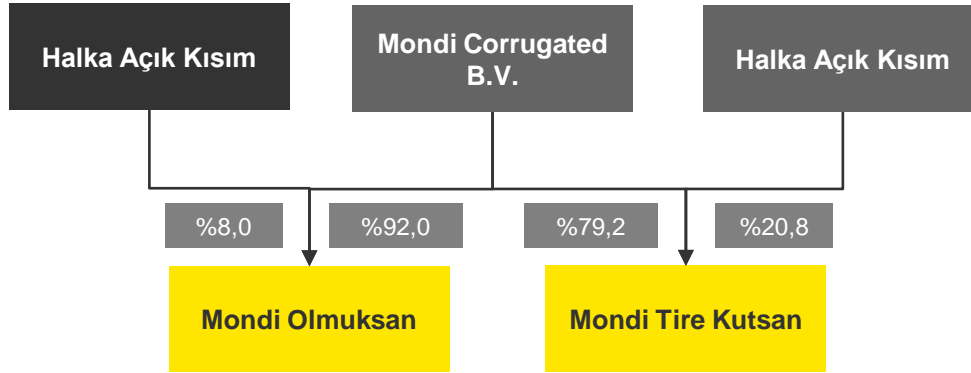 Halka Açık Kısım
Mondi Corrugated
B.V.
Halka Açık Kısım
%8,0
%92,0
%79,2
%20,8
Mondi Olmuksan
Mondi Tire Kutsan